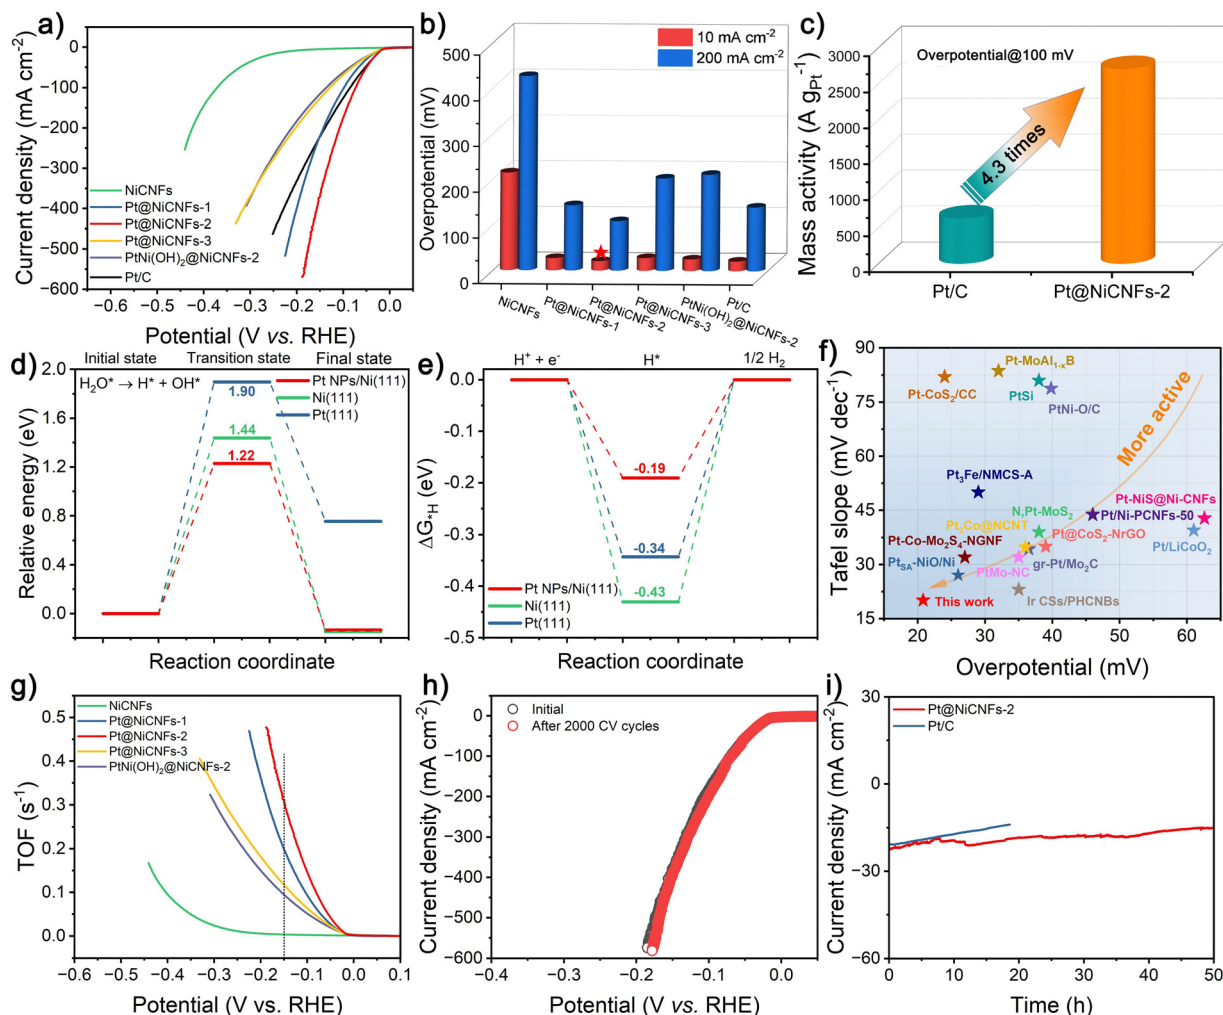 a)
Current density (mA cm⁻²)
0
−100
−200
−300
−400
−500
−600
NiCNFs
Pt@NiCNFs-1
Pt@NiCNFs-2
Pt@NiCNFs-3
PtNi(OH)₂@NiCNFs-2
Pt/C
−0.6 −0.5 −0.4 −0.3 −0.2 −0.1 0.0
Potential (V vs. RHE)
b)
Overpotential (mV)
500
400
300
200
100
0
10 mA cm⁻²
200 mA cm⁻²
NiCNFs
Pt@NiCNFs-1
Pt@NiCNFs-2
Pt@NiCNFs-3
PtNi(OH)₂@NiCNFs-2
Pt/C
c)
Mass activity (A gPt⁻¹)
3000
2500
2000
1500
1000
500
0
Overpotential@100 mV
4.3 times
Pt/C Pt@NiCNFs-2
d)
Relative energy (eV)
2.0
1.6
1.2
0.8
0.4
0.0
Initial state Transition state Final state
H₂O* → H* + OH*
Pt NPs/Ni(111)
Ni(111)
Pt(111)
1.90
1.44
1.22
Reaction coordinate
e)
ΔG*H (eV)
0.0
−0.1
−0.2
−0.3
−0.4
−0.5
H⁺ + e⁻ H* 1/2 H₂
-0.19
-0.34
-0.43
Pt NPs/Ni(111)
Ni(111)
Pt(111)
Reaction coordinate
f)
Tafel slope (mV dec⁻¹)
90
75
60
45
30
15
Pt-MoAl₁₋ₓB
Pt-CoS₂/CC
PtSi
PtNi-O/C
More active
Pt₃Fe/NMCS-A
Pt-NiS@Ni-CNFs
N,Pt-MoS₂
Pt/Ni-PCNFs-50
Pt₃Co@NCNT
Pt@CoS₂-NrGO
Pt-Co-Mo₂S₄-NGNF
Pt/LiCoO₂
PtSA-NiO/Ni
PtMo-NC
gr-Pt/Mo₂C
Ir CSs/PHCNBs
This work
20 30 40 50 60
Overpotential (mV)
g)
TOF (s⁻¹)
0.5
0.4
0.3
0.2
0.1
0.0
NiCNFs
Pt@NiCNFs-1
Pt@NiCNFs-2
Pt@NiCNFs-3
PtNi(OH)₂@NiCNFs-2
−0.6 −0.5 −0.4 −0.3 −0.2 −0.1 0.0 0.1
Potential (V vs. RHE)
h)
Current density (mA cm⁻²)
0
−100
−200
−300
−400
−500
−600
Initial
After 2000 CV cycles
−0.4 −0.3 −0.2 −0.1 0.0
Potential (V vs. RHE)
i)
Current density (mA cm⁻²)
30
0
−30
−60
Pt@NiCNFs-2
Pt/C
0 10 20 30 40 50
Time (h)